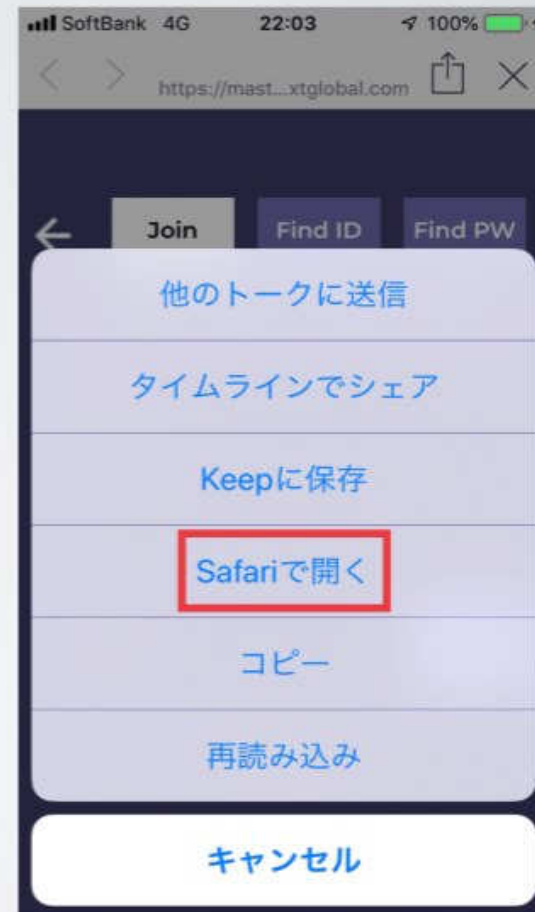 SoftBank 4G 22:03 100%
https://mast...xtglobal.com
Join Find ID Find PW
他のトークに送信
タイムラインでシェア
Keepに保存
Safariで開く
コピー
再読み込み
キャンセル